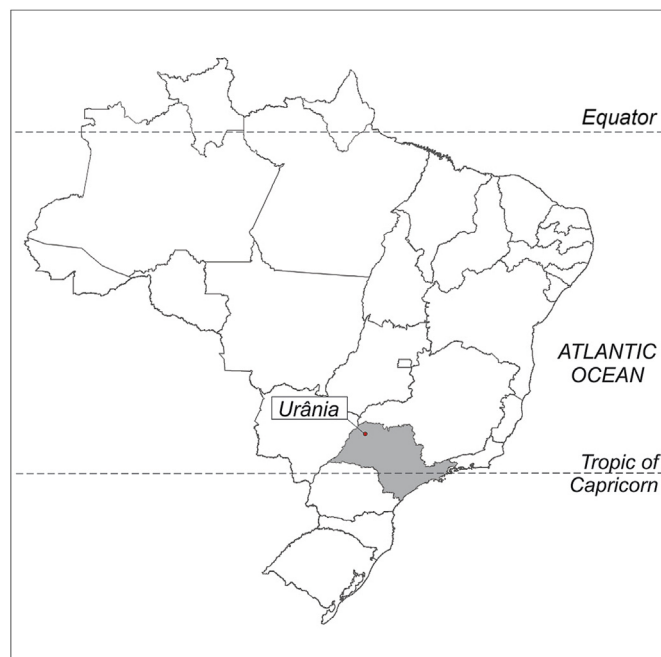 Equator
ATLANTIC
OCEAN
Urânia
Tropic of
Capricorn